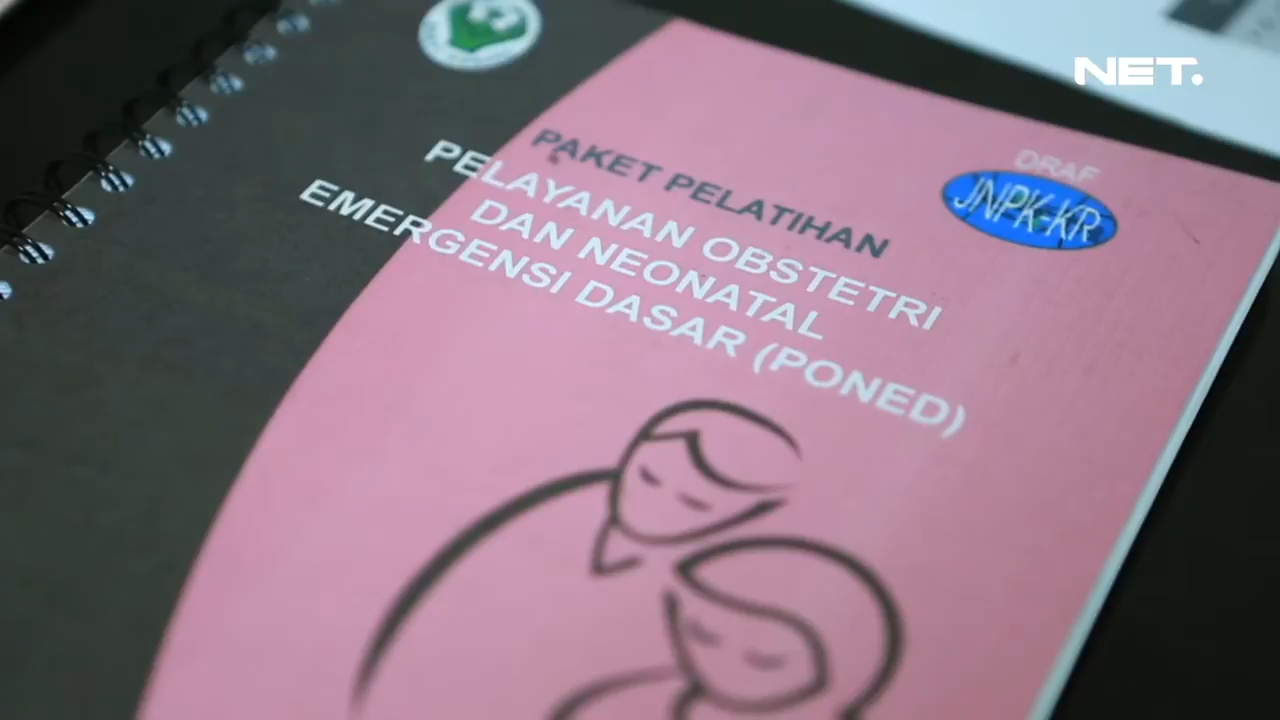 NET.
DRAF
JNPK-KR
PAKET PELATIHAN
PELAYANAN OBSTETRI
DAN NEONATAL
EMERGENSI DASAR (PONED)